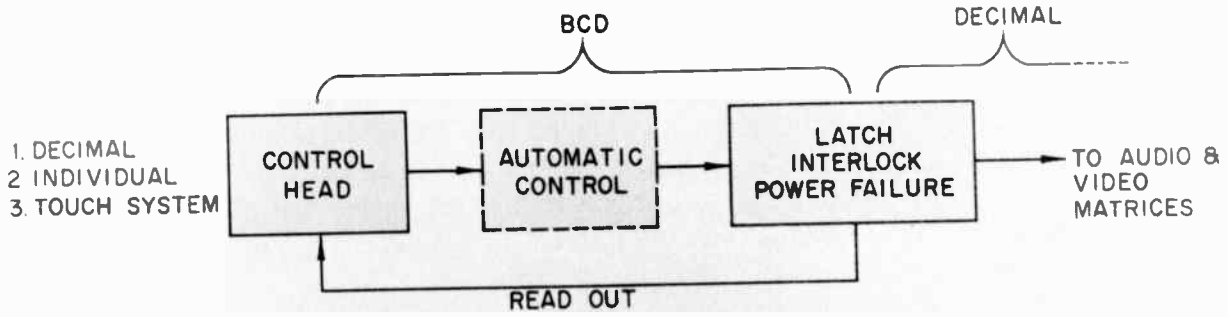 BCD
DECIMAL
1. DECIMAL
2 INDIVIDUAL
3. TOUCH SYSTEM
CONTROL
HEAD
AUTOMATIC
CONTROL
LATCH
INTERLOCK
POWER FAILURE
TO AUDIO &
VIDEO
MATRICES
READ OUT